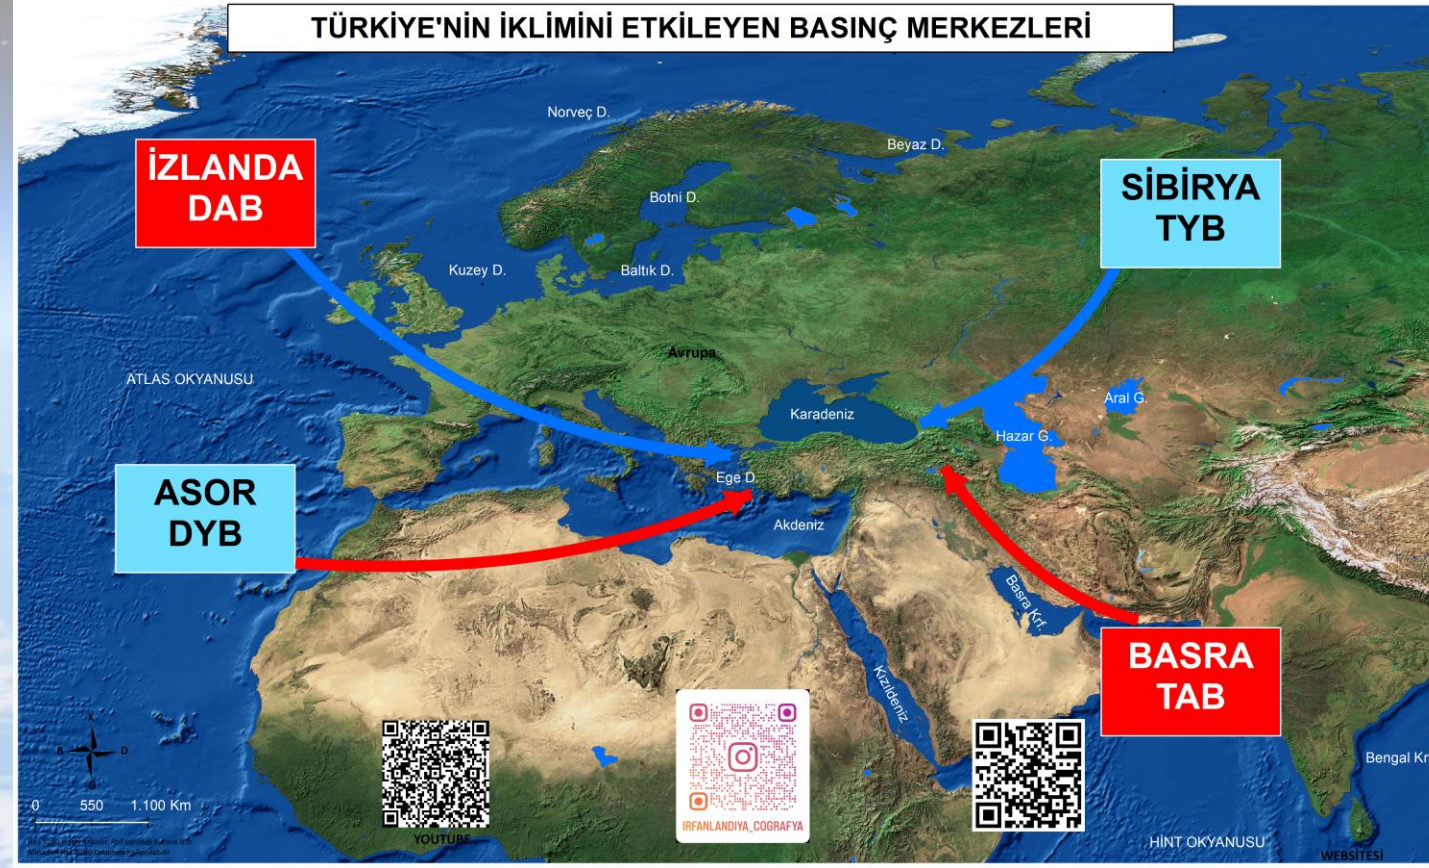 TÜRKİYE'NİN İKLİMİNİ ETKİLEYEN BASINÇ MERKEZLERİ
Norveç D.
Beyaz D.
İZLANDA
DAB
SİBİRYA
TYB
Botni D.
Kuzey D.
Baltık D.
Avrupa
ATLAS OKYANUSU
Karadeniz
Aral G.
Hazar G.
Ege D.
ASOR
DYB
Akdeniz
Basra Krf.
BASRA
TAB
Kızıldeniz
K
B
D
G
Bengal Kr
0 550 1.100 Km
IRFANLANDIYA_COGRAFYA
YOUTUBE
HİNT OKYANUSU
WEBSİTESİ